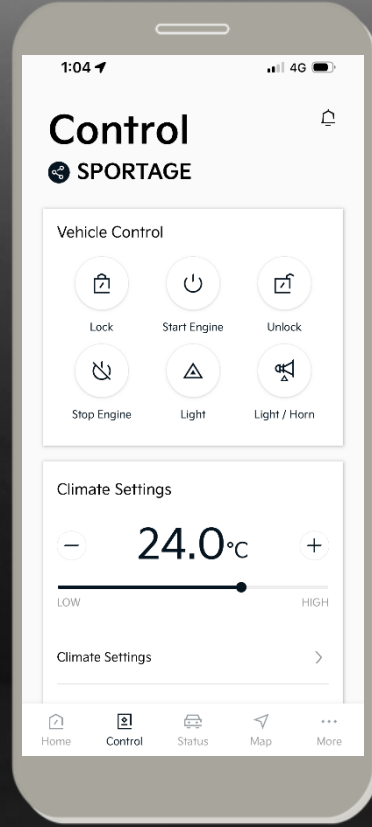 1:04 4G
Control
SPORTAGE
Vehicle Control
Lock Start Engine Unlock
Stop Engine Light Light / Horn
Climate Settings
24.0°C
LOW HIGH
Climate Settings
Home Control Status Map More